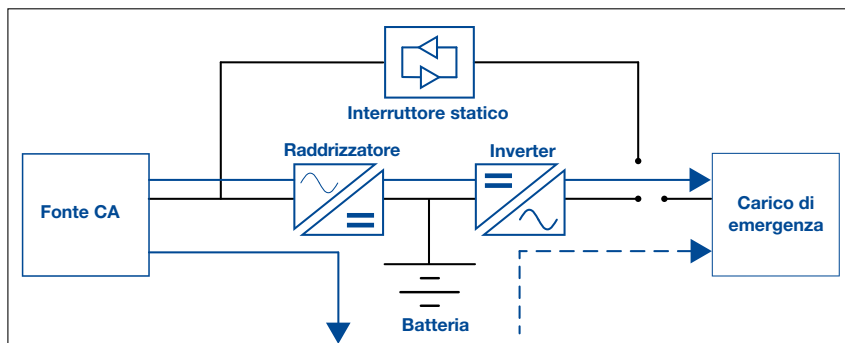 Interruttore statico
Raddrizzatore
Inverter
Fonte CA
Carico di
emergenza
Batteria